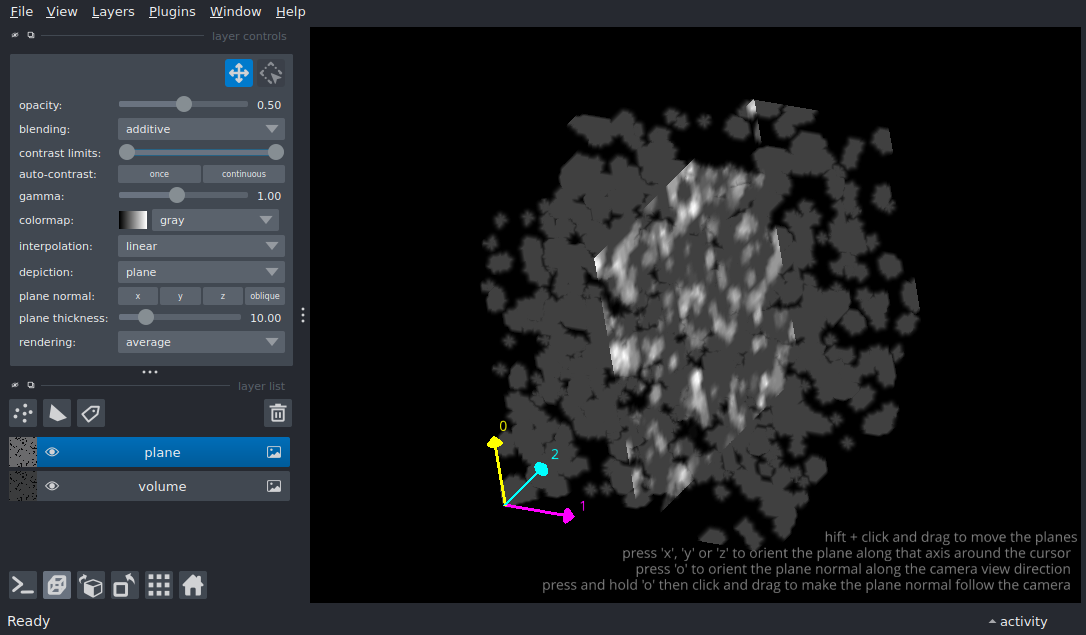 File View Layers Plugins Window Help
layer controls
opacity: 0.50
blending: additive
contrast limits:
auto-contrast: once continuous
gamma: 1.00
colormap: gray
interpolation: linear
depiction: plane
plane normal: x y z oblique
plane thickness: 10.00
rendering: average
layer list
plane
volume
0
2
1
hift + click and drag to move the planes
press 'x', 'y' or 'z' to orient the plane along that axis around the cursor
press 'o' to orient the plane normal along the camera view direction
press and hold 'o' then click and drag to make the plane normal follow the camera
Ready
activity